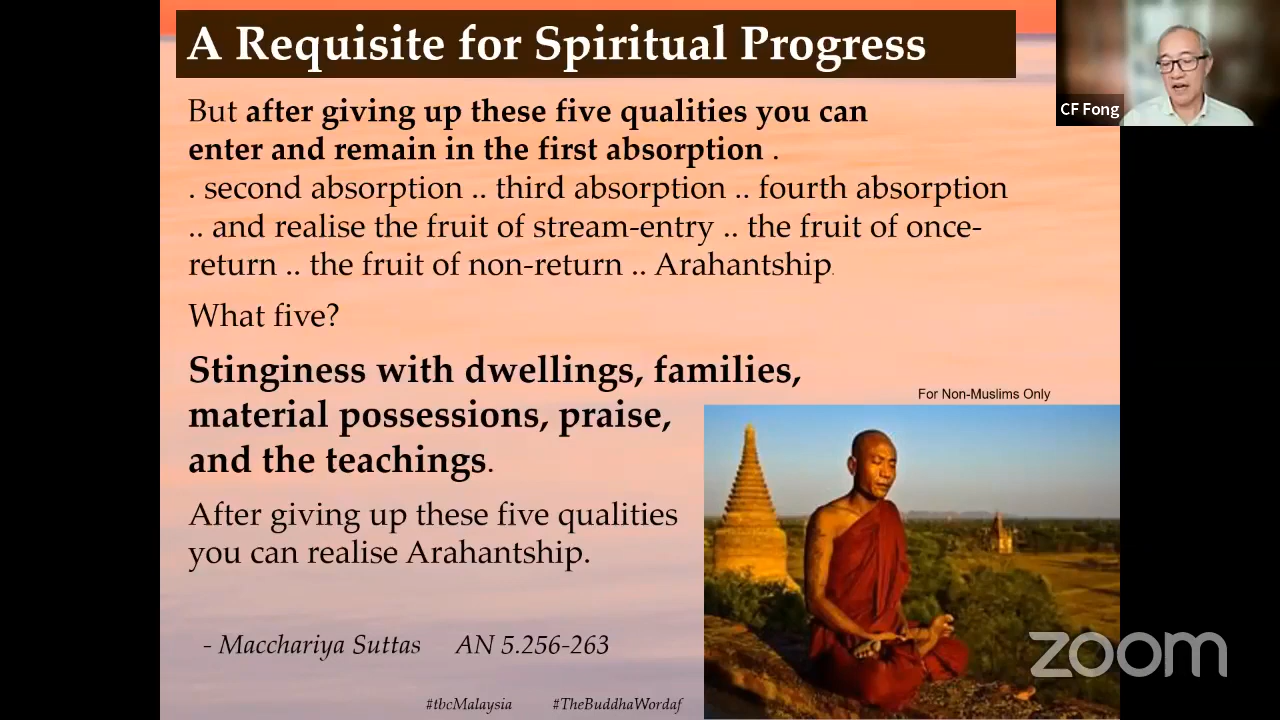 A Requisite for Spiritual Progress
CF Fong
But after giving up these five qualities you can
enter and remain in the first absorption .
. second absorption .. third absorption .. fourth absorption
.. and realise the fruit of stream-entry .. the fruit of once-
return .. the fruit of non-return .. Arahantship.
What five?
Stinginess with dwellings, families,
material possessions, praise,
and the teachings.
For Non-Muslims Only
After giving up these five qualities
you can realise Arahantship.
- Macchariya Suttas AN 5.256-263
zoom
#tbcMalaysia #TheBuddhaWordaf